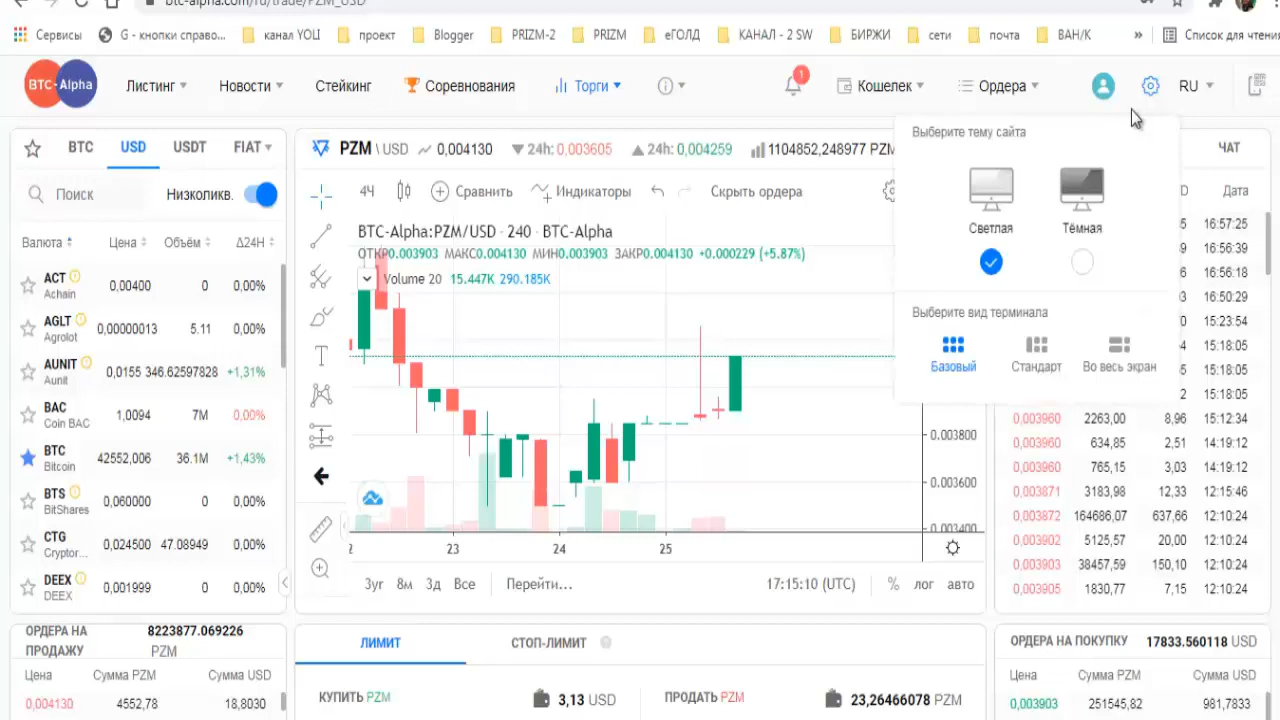 btc-alpha.com/ru/trade/PZM_USD
Сервисы G - кнопки справо... канал YOLI проект Blogger PRIZM-2 PRIZM еГОЛД КАНАЛ - 2 SW БИРЖИ сети почта ВАН/К » Список для чтения
BTC-Alpha Листинг Новости Стейкинг Соревнования Торги 1 Кошелек Ордера RU
BTC USD USDT FIAT
Поиск Низколикв.
Валюта Цена Объём Δ24H
ACT 0,00400 0 0,00%
Achain
AGLT 0,00000013 5.11 0,00%
Agrolot
AUNIT 0,0155 346.62597828 +1,31%
Aunit
BAC 1,0094 7M 0,00%
Coin BAC
BTC 42552,006 36.1M +1,43%
Bitcoin
BTS 0,060000 0 0,00%
BitShares
CTG 0,024500 47.08949 0,00%
Cryptor...
DEEX 0,001999 0 0,00%
DEEX
ОРДЕРА НА ПРОДАЖУ 8223877.069226 PZM
Цена Сумма PZM Сумма USD
0,004130 4552,78 18,8030
PZM \ USD 0,004130 24h: 0,003605 24h: 0,004259 1104852,248977 PZM
4Ч Сравнить Индикаторы Скрыть ордера
BTC-Alpha:PZM/USD · 240 · BTC-Alpha
ОТКР0.003903 МАКС0.004130 МИН0.003903 ЗАКР0.004130 +0.000229 (+5.87%)
Volume 20 15.447K 290.185K
0.003800
0.003600
0.003400
2 23 24 25
3уг 8м 3д Все Перейти... 17:15:10 (UTC) % лог авто
ЛИМИТ СТОП-ЛИМИТ
КУПИТЬ PZM 3,13 USD ПРОДАТЬ PZM 23,26466078 PZM
Выберите тему сайта
Светлая Тёмная
Выберите вид терминала
Базовый Стандарт Во весь экран
ЧАТ
D Дата
16:57:25
16:56:39
16:56:18
16:50:29
15:23:54
15:18:05
15:18:05
15:18:05
0,003960 2263,00 8,96 15:12:34
0,003960 634,85 2,51 14:19:12
0,003960 765,15 3,03 14:19:12
0,003871 3183,98 12,33 12:15:46
0,003872 164686,07 637,66 12:10:24
0,003902 5125,57 20,00 12:10:24
0,003903 38457,59 150,10 12:10:24
0,003905 1830,77 7,15 12:10:24
ОРДЕРА НА ПОКУПКУ 17833.560118 USD
Цена Сумма PZM Сумма USD
0,003903 251545,82 981,7833